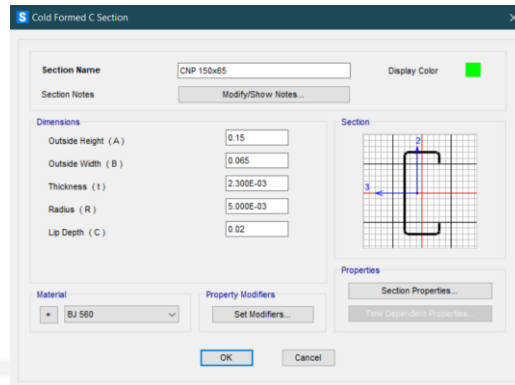 S Cold Formed C Section
Section Name CNP 150x65 Display Color
Section Notes Modify/Show Notes...
Dimensions
Outside Height ( A ) 0.15
Outside Width ( B ) 0.065
Thickness ( t ) 2.300E-03
Radius ( R ) 5.000E-03
Lip Depth ( C ) 0.02
Section
2
3
Properties
Section Properties...
Time Dependent Properties...
Material
+ BJ 560
Property Modifiers
Set Modifiers...
OK Cancel